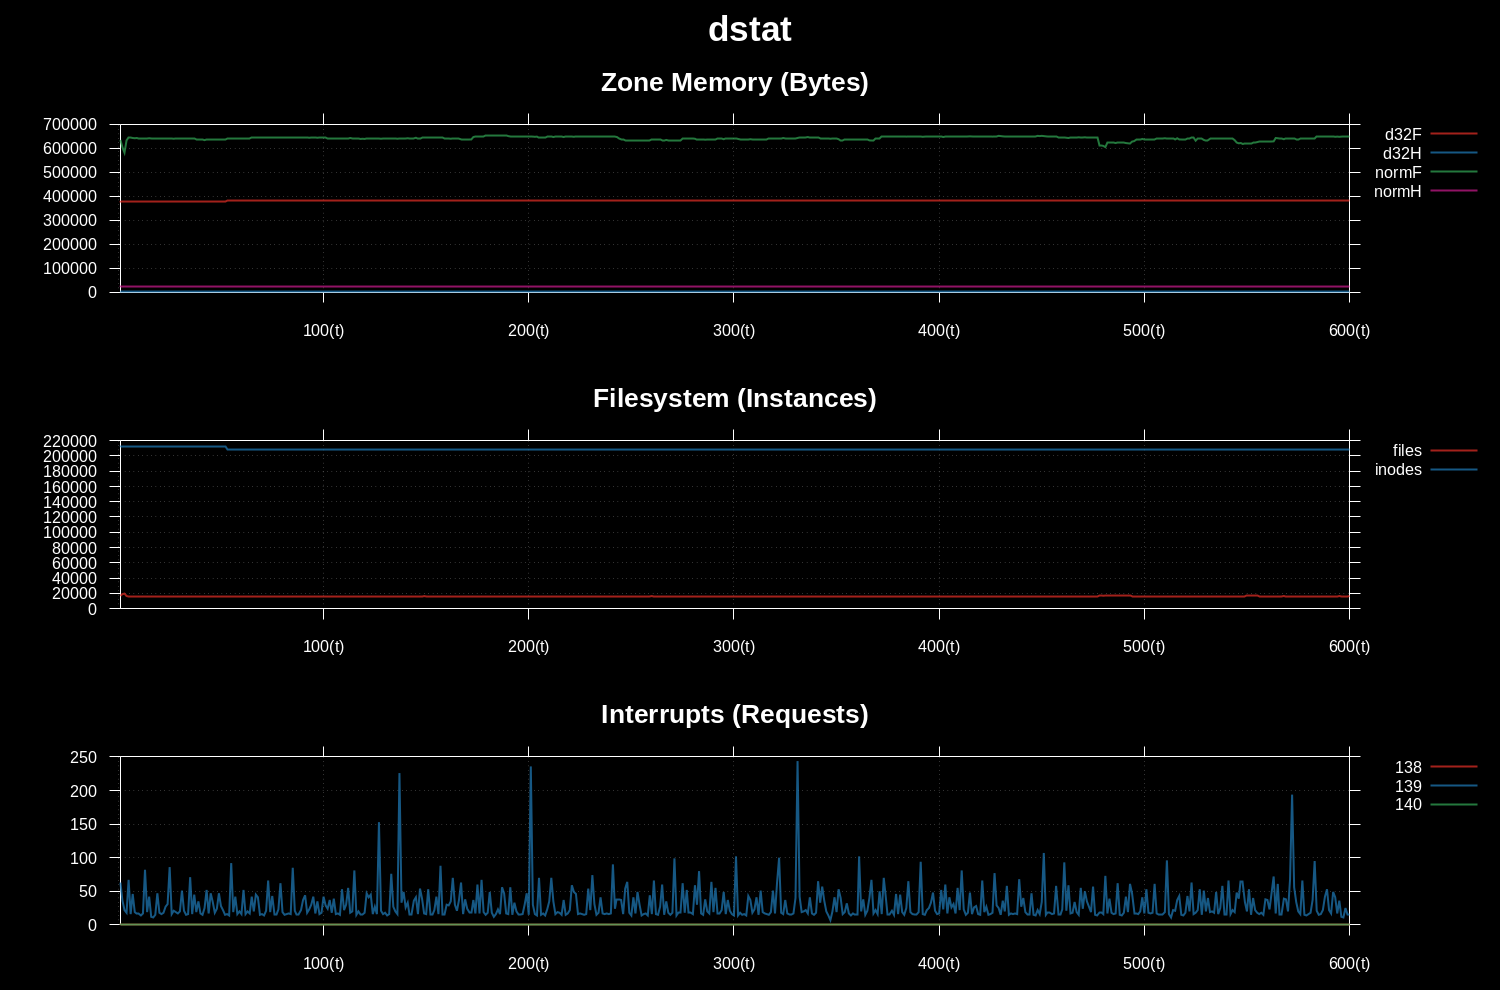 dstat
Zone Memory (Bytes)
700000
600000
500000
400000
300000
200000
100000
0
100(t) 200(t) 300(t) 400(t) 500(t) 600(t)
d32F
d32H
normF
normH
Filesystem (Instances)
220000
200000
180000
160000
140000
120000
100000
80000
60000
40000
20000
0
100(t) 200(t) 300(t) 400(t) 500(t) 600(t)
files
inodes
Interrupts (Requests)
250
200
150
100
50
0
100(t) 200(t) 300(t) 400(t) 500(t) 600(t)
138
139
140